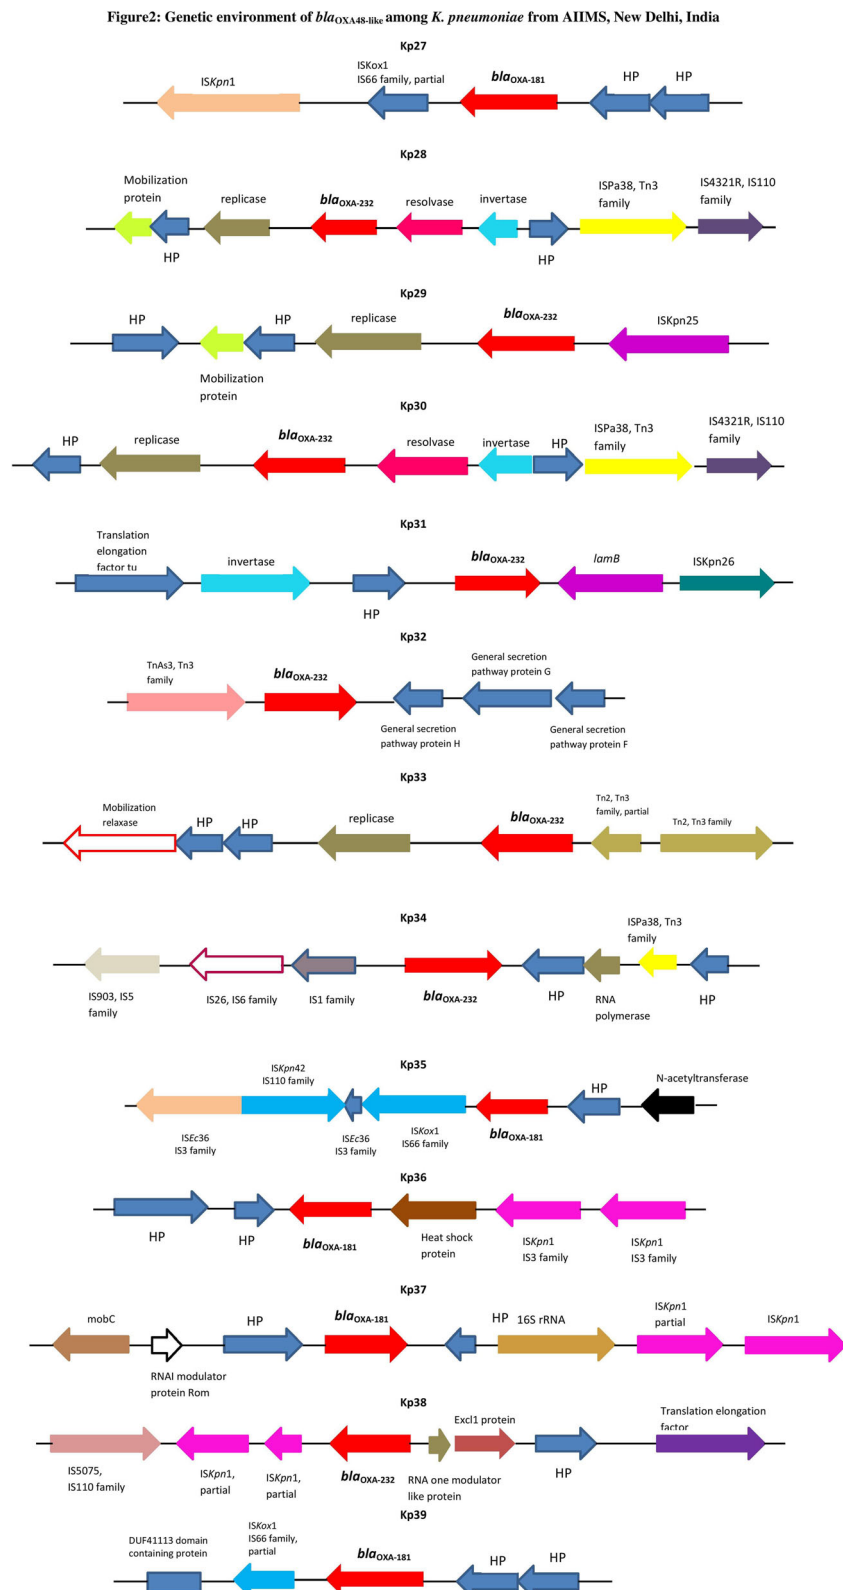 Figure2: Genetic environment of blaOXA48-like among K. pneumoniae from AIIMS, New Delhi, India
Kp27
ISKpn1
ISKox1
IS66 family, partial
blaOXA-181
HP
HP
Kp28
Mobilization
protein
HP
replicase
blaOXA-232
resolvase
invertase
HP
ISPa38, Tn3
family
IS4321R, IS110
family
Kp29
HP
Mobilization
protein
HP
replicase
blaOXA-232
ISKpn25
Kp30
HP
replicase
blaOXA-232
resolvase
invertase
HP
ISPa38, Tn3
family
IS4321R, IS110
family
Kp31
Translation
elongation
factor tu
invertase
HP
blaOXA-232
lamB
ISKpn26
Kp32
TnAs3, Tn3
family
blaOXA-232
General secretion
pathway protein H
General secretion
pathway protein G
General secretion
pathway protein F
Kp33
Mobilization
relaxase
HP
HP
replicase
blaOXA-232
Tn2, Tn3
family, partial
Tn2, Tn3 family
Kp34
IS903, IS5
family
IS26, IS6 family
IS1 family
blaOXA-232
HP
RNA
polymerase
ISPa38, Tn3
family
HP
Kp35
ISEc36
IS3 family
ISKpn42
IS110 family
ISEc36
IS3 family
ISKox1
IS66 family
blaOXA-181
HP
N-acetyltransferase
Kp36
HP
HP
blaOXA-181
Heat shock
protein
ISKpn1
IS3 family
ISKpn1
IS3 family
Kp37
mobC
RNAI modulator
protein Rom
HP
blaOXA-181
HP
16S rRNA
ISKpn1
partial
ISKpn1
Kp38
IS5075,
IS110 family
ISKpn1,
partial
ISKpn1,
partial
blaOXA-232
RNA one modulator
like protein
Excl1 protein
HP
Translation elongation
factor
Kp39
DUF41113 domain
containing protein
ISKox1
IS66 family,
partial
blaOXA-181
HP
HP